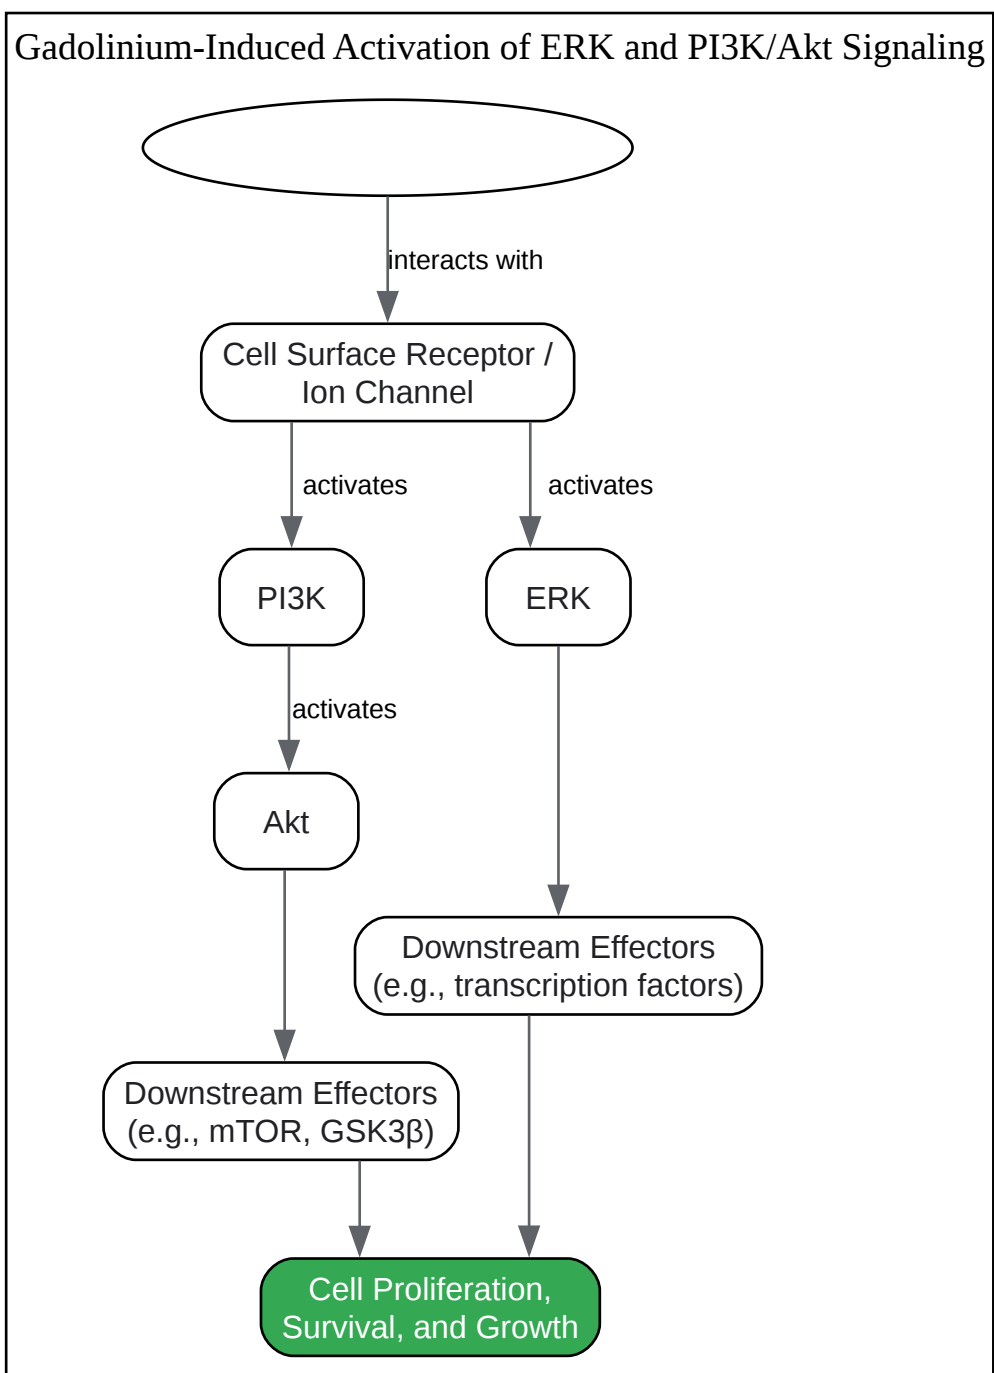 Gadolinium-Induced Activation of ERK and PI3K/Akt Signaling
interacts with
Cell Surface Receptor /
Ion Channel
activates
activates
PI3K
ERK
activates
Akt
Downstream Effectors
(e.g., transcription factors)
Downstream Effectors
(e.g., mTOR, GSK3β)
Cell Proliferation,
Survival, and Growth